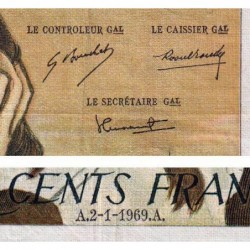 LE CONTROLEUR GAL LE CAISSIER GAL
LE SECRÉTAIRE GAL
CENTS FRAN
A.2-1-1969.A.